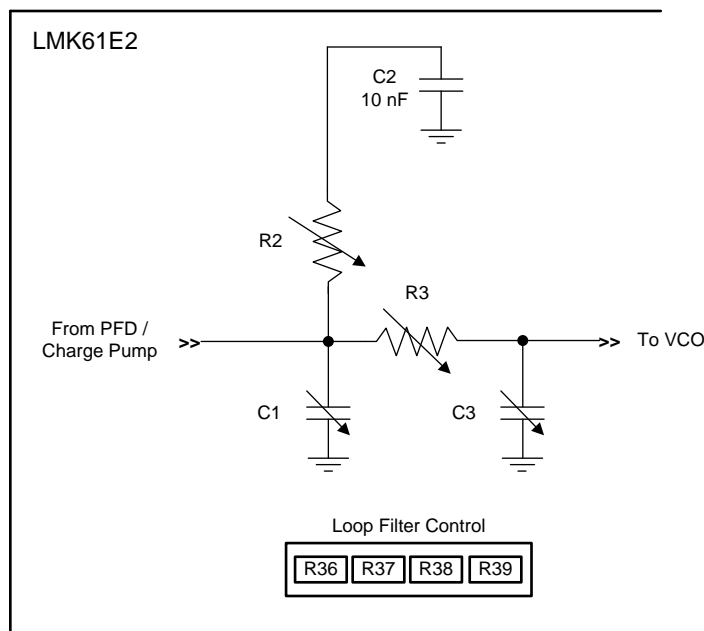 LMK61E2
C2
10 nF
R2
R3
From PFD /
Charge Pump
>>
>>
To VCO
C1
C3
Loop Filter Control
R36 R37 R38 R39